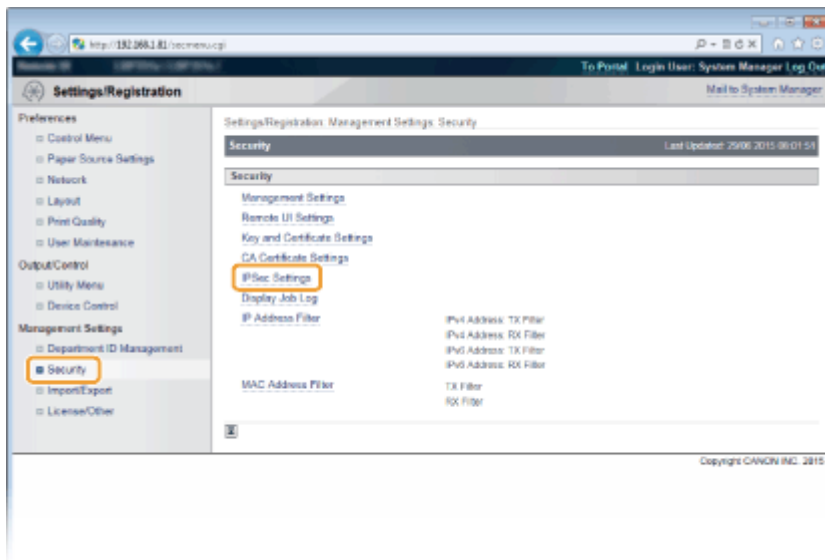 http://192.168.1.81/secmenu.cgi
To Portal Login User: System Manager Log Out
Settings/Registration
Mail to System Manager
Preferences
Control Menu
Paper Source Settings
Network
Layout
Print Quality
User Maintenance
Output/Control
Utility Menu
Device Control
Management Settings
Department ID Management
Security
Import/Export
License/Other
Settings/Registration: Management Settings: Security
Security
Last Updated: 29/06 2015 08:01:51
Security
Management Settings
Remote UI Settings
Key and Certificate Settings
CA Certificate Settings
IPSec Settings
Display Job Log
IP Address Filter
IPv4 Address: TX Filter
IPv4 Address: RX Filter
IPv6 Address: TX Filter
IPv6 Address: RX Filter
MAC Address Filter
TX Filter
RX Filter
Copyright CANON INC. 2015